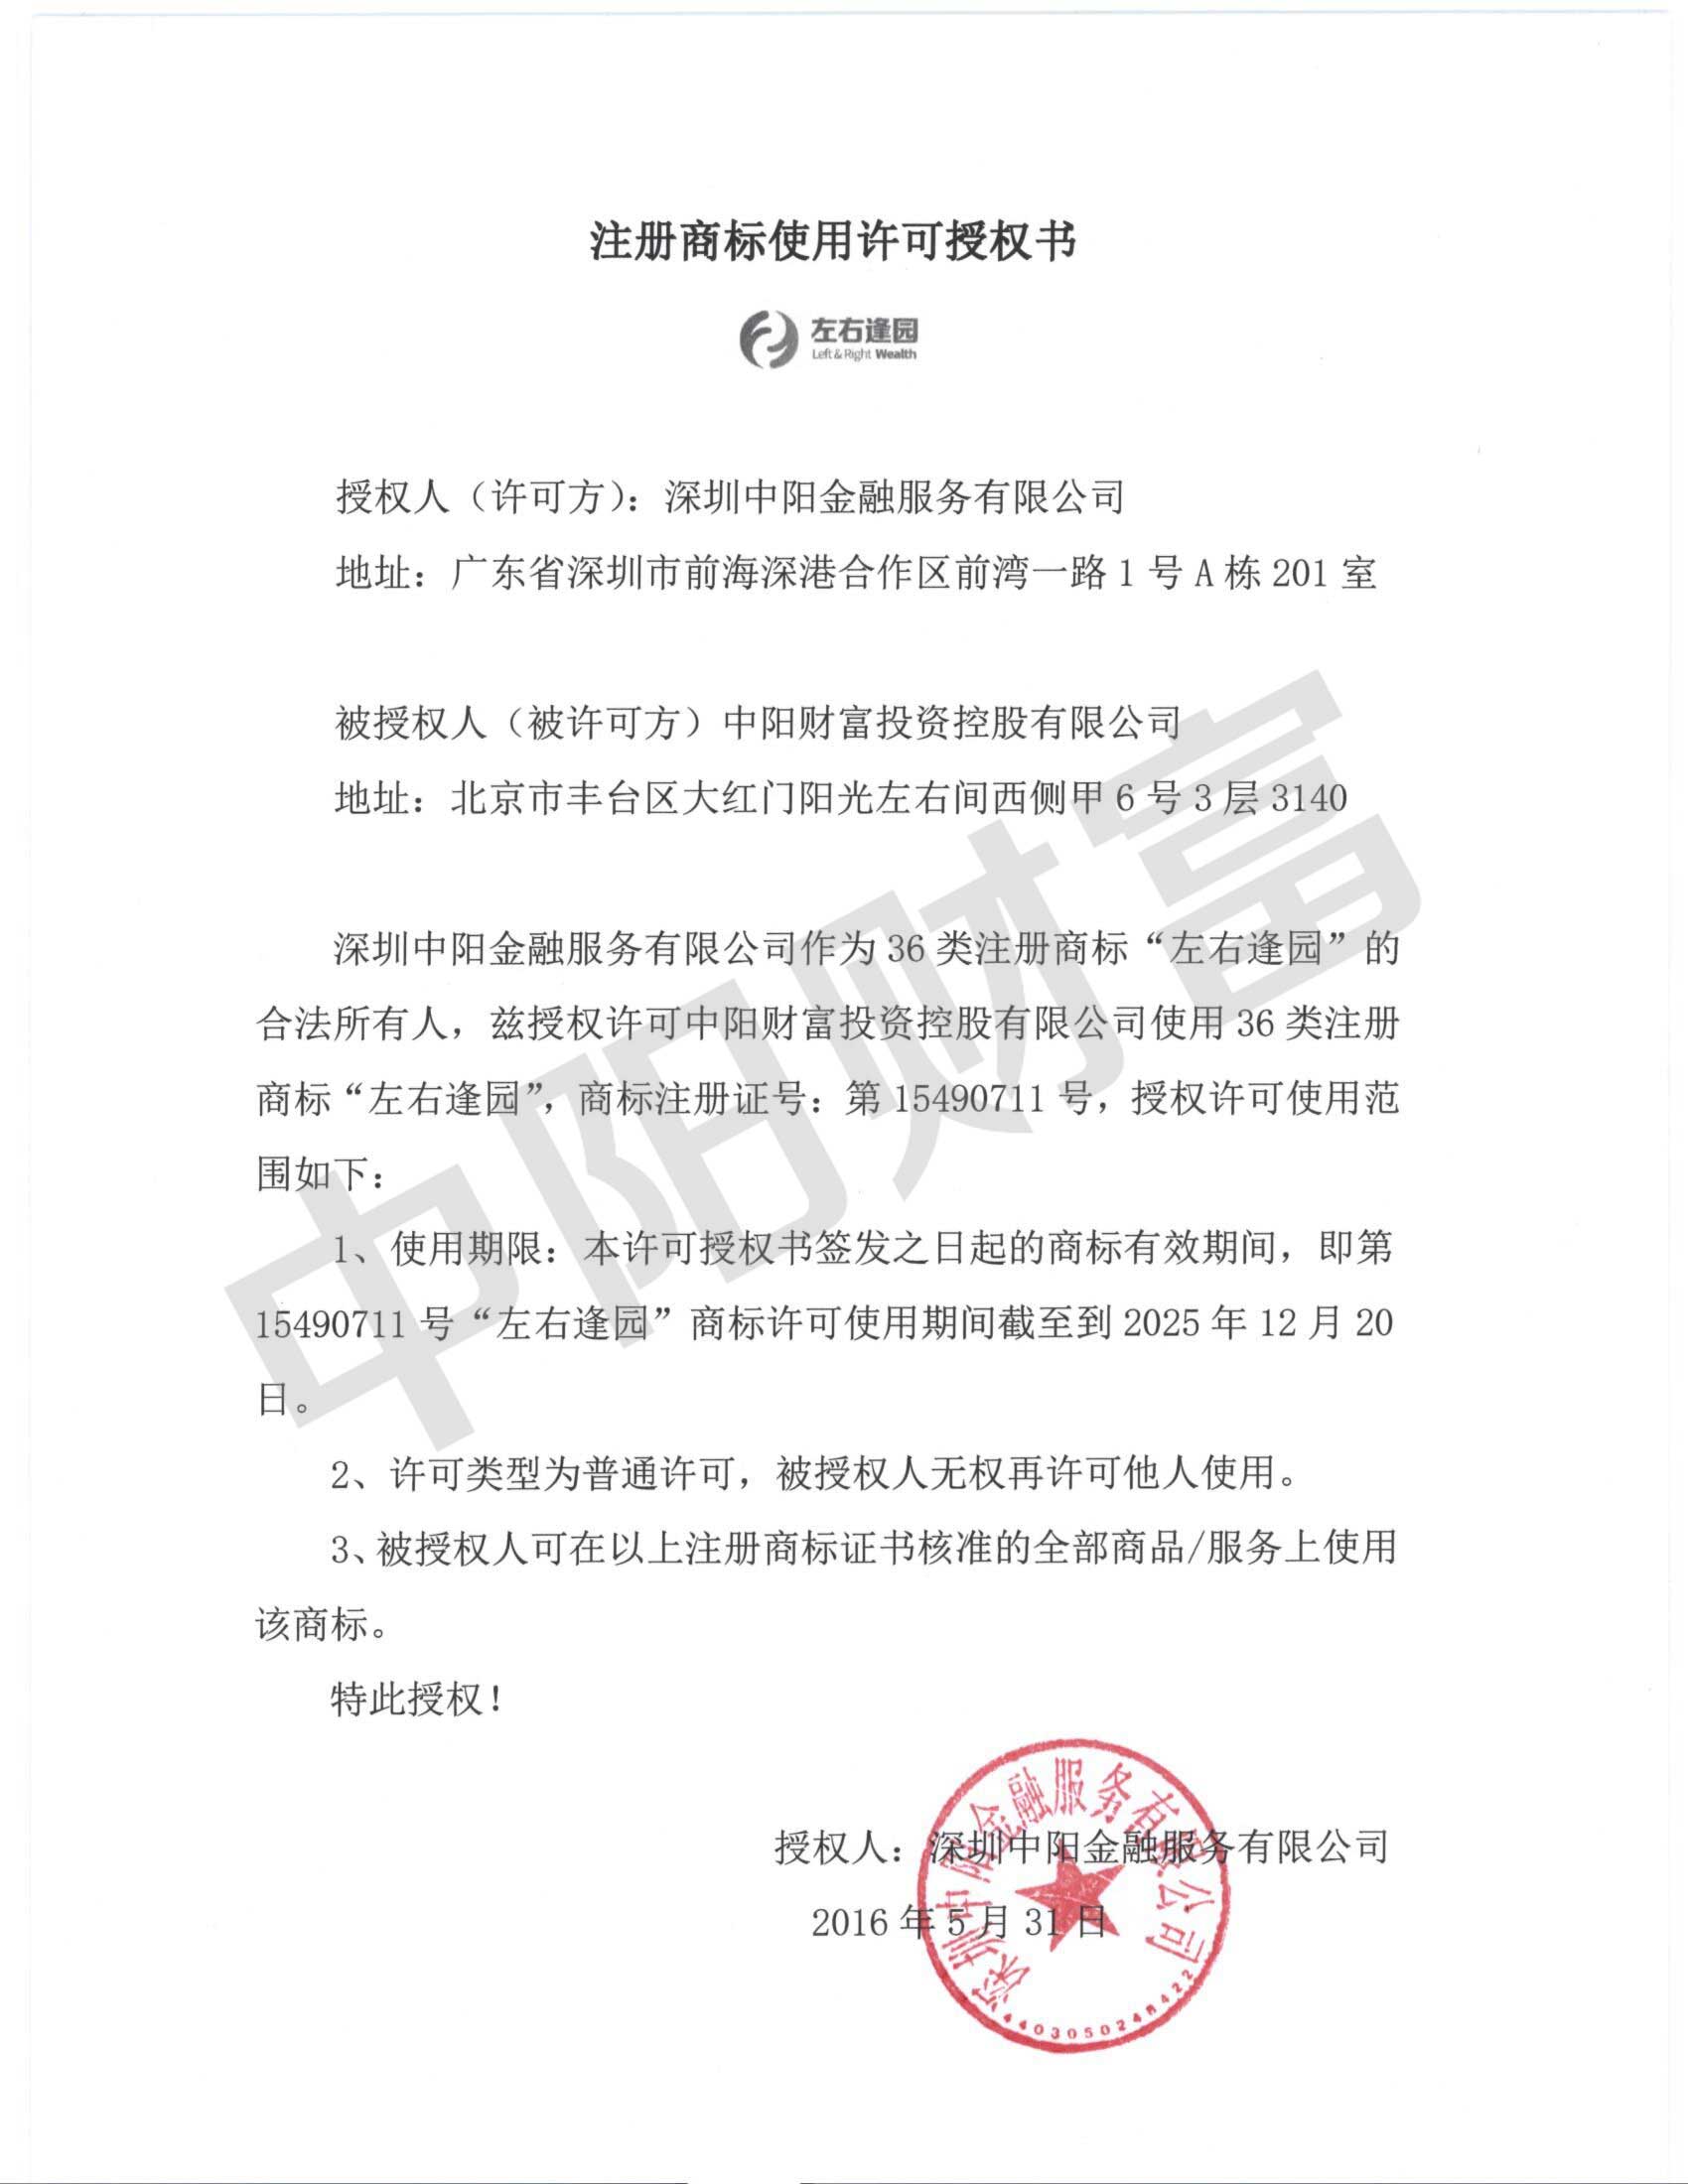 注册商标使用许可授权书
左右逢园
Left & Right Wealth
授权人（许可方）：深圳中阳金融服务有限公司
地址：广东省深圳市前海深港合作区前湾一路 1 号 A 栋 201 室
被授权人（被许可方）中阳财富投资控股有限公司
地址：北京市丰台区大红门阳光左右间西侧甲 6 号 3 层 3140
深圳中阳金融服务有限公司作为 36 类注册商标“左右逢园”的
合法所有人，兹授权许可中阳财富投资控股有限公司使用 36 类注册
商标“左右逢园”，商标注册证号：第 15490711 号，授权许可使用范
围如下：
1、使用期限：本许可授权书签发之日起的商标有效期间，即第
15490711 号“左右逢园”商标许可使用期间截至到 2025 年 12 月 20
日。
2、许可类型为普通许可，被授权人无权再许可他人使用。
3、被授权人可在以上注册商标证书核准的全部商品/服务上使用
该商标。
特此授权！
授权人：深圳中阳金融服务有限公司
2016 年 5 月 31 日
深圳中阳金融服务有限公司
中阳财富